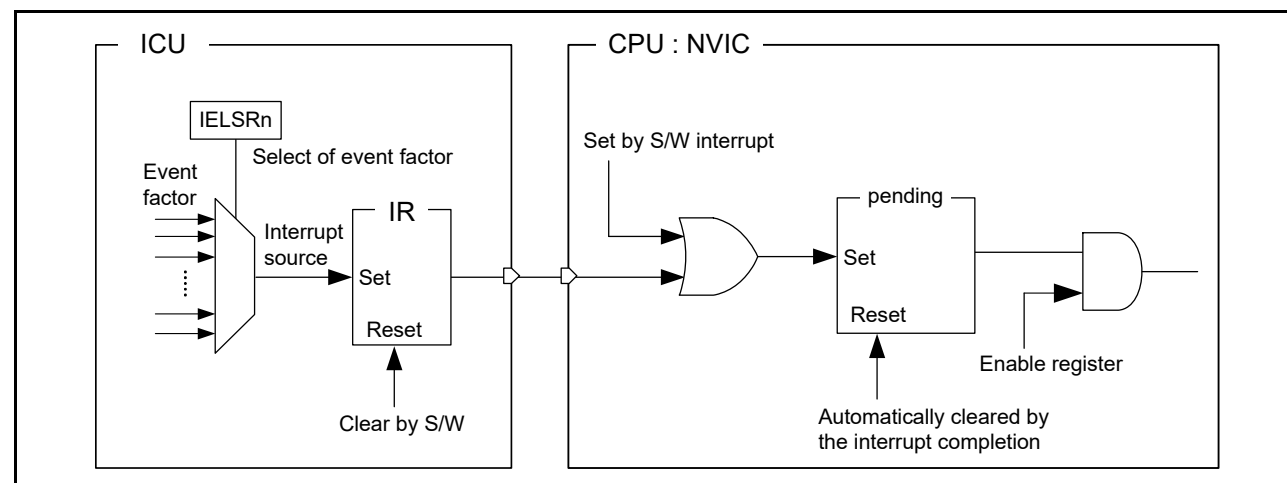 ICU
IELSRn
Select of event factor
Event
factor
Interrupt
source
IR
Set
Reset
Clear by S/W
CPU : NVIC
Set by S/W interrupt
pending
Set
Reset
Enable register
Automatically cleared by
the interrupt completion